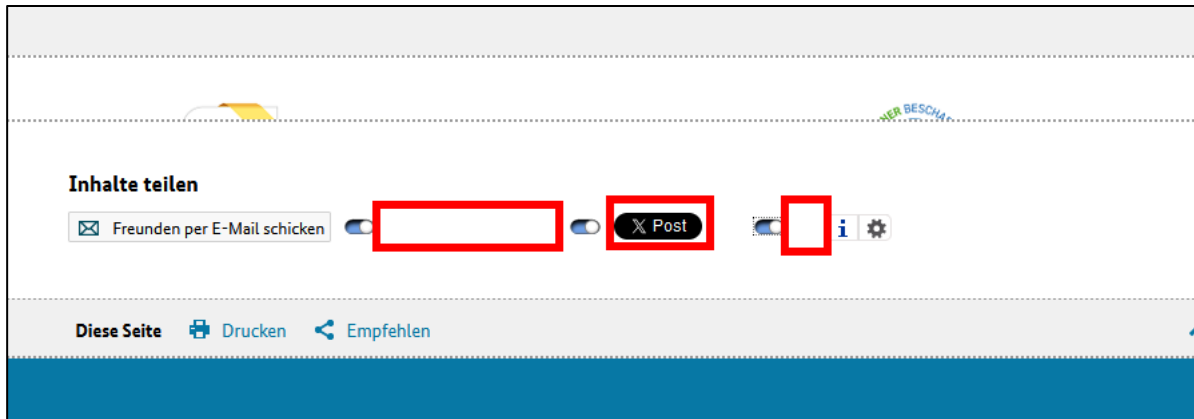 Inhalte teilen
Freunden per E-Mail schicken
X Post
i
Diese Seite Drucken Empfehlen